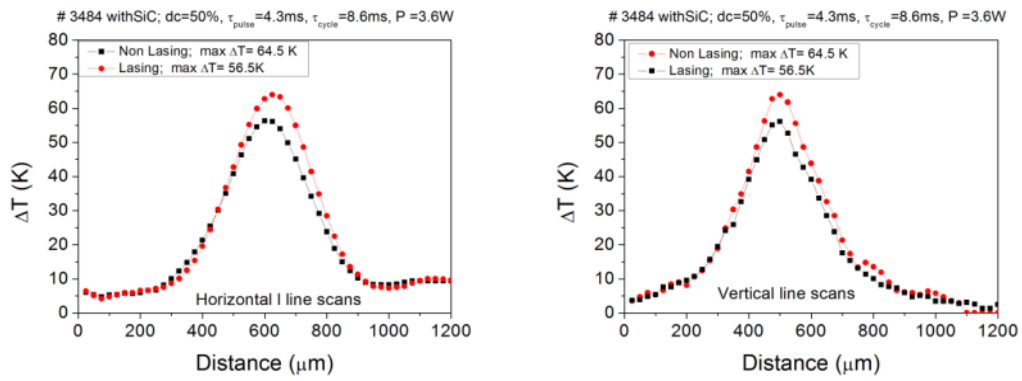 # 3484 withSiC; dc=50%, τpulse=4.3ms, τcycle=8.6ms, P =3.6W
Non Lasing; max ΔT= 64.5 K
Lasing; max ΔT= 56.5K
80
70
60
50
40
30
20
10
0
ΔT (K)
Horizontal l line scans
0 200 400 600 800 1000 1200
Distance (μm)
# 3484 withSiC; dc=50%, τpulse=4.3ms, τcycle=8.6ms, P =3.6W
Non Lasing; max ΔT= 64.5 K
Lasing; max ΔT= 56.5K
80
70
60
50
40
30
20
10
0
ΔT (K)
Vertical line scans
0 200 400 600 800 1000 1200
Distance (μm)